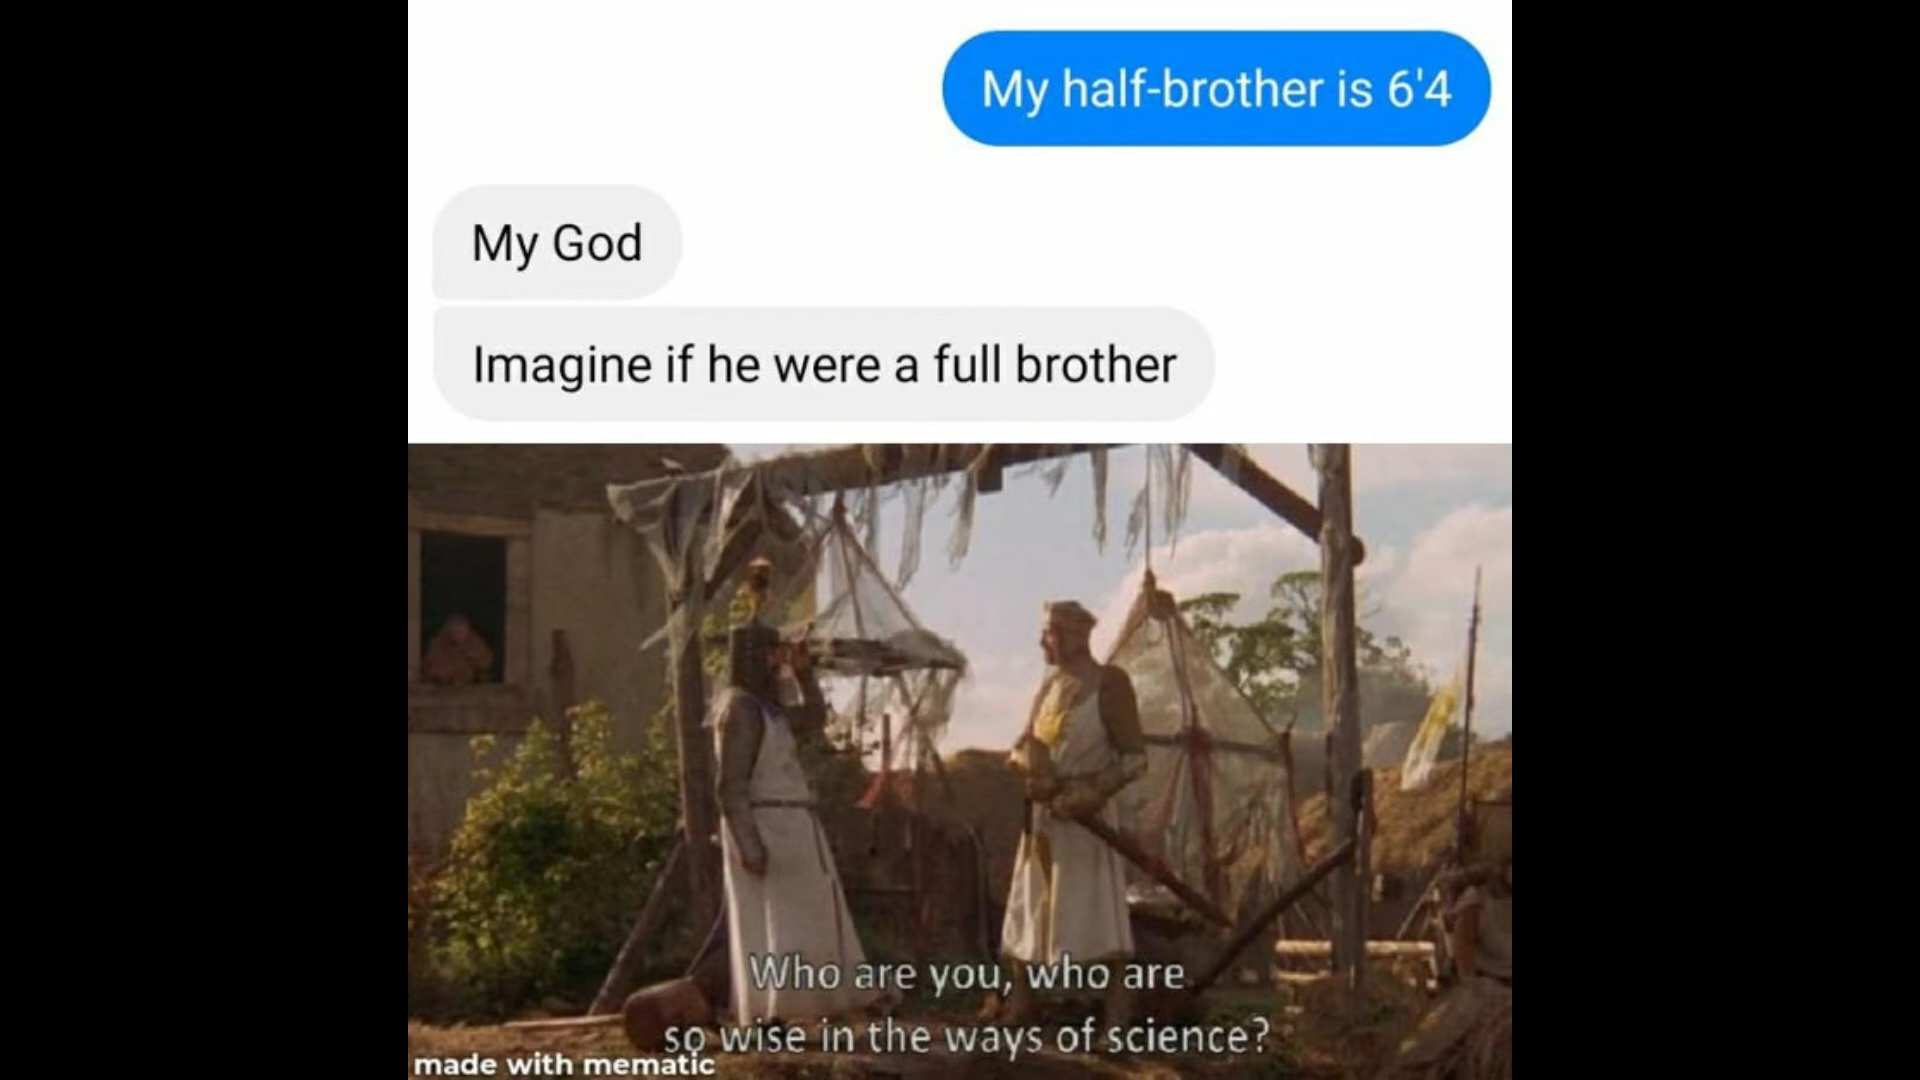 My half-brother is 6'4
My God
Imagine if he were a full brother
Who are you, who are
so wise in the ways of science?
made with mematic